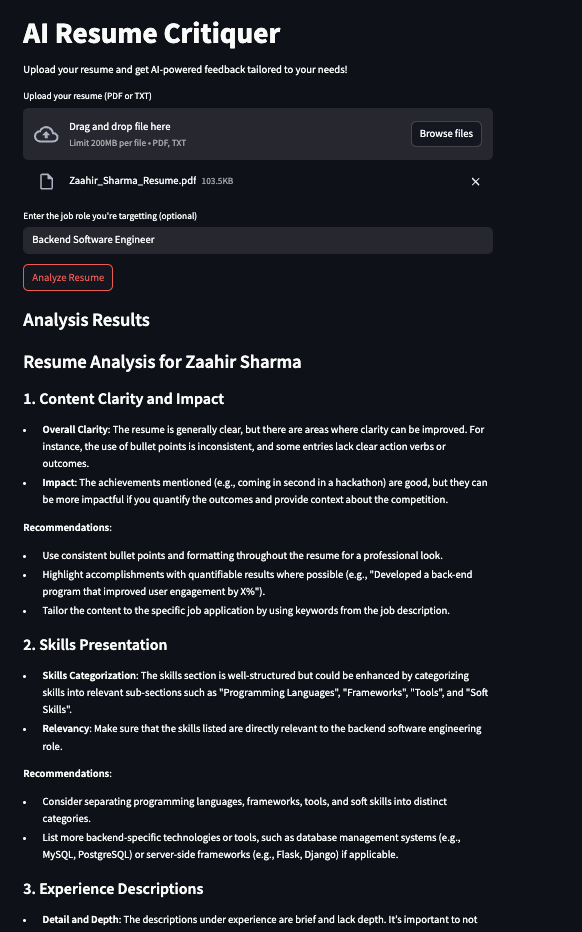 AI Resume Critiquer
Upload your resume and get AI-powered feedback tailored to your needs!
Upload your resume (PDF or TXT)
Drag and drop file here
Limit 200MB per file • PDF, TXT
Browse files
Zaahir_Sharma_Resume.pdf 103.5KB
Enter the job role you're targetting (optional)
Backend Software Engineer
Analyze Resume
Analysis Results
Resume Analysis for Zaahir Sharma
1. Content Clarity and Impact
• Overall Clarity: The resume is generally clear, but there are areas where clarity can be improved. For
instance, the use of bullet points is inconsistent, and some entries lack clear action verbs or
outcomes.
• Impact: The achievements mentioned (e.g., coming in second in a hackathon) are good, but they can
be more impactful if you quantify the outcomes and provide context about the competition.
Recommendations:
• Use consistent bullet points and formatting throughout the resume for a professional look.
• Highlight accomplishments with quantifiable results where possible (e.g., "Developed a back-end
program that improved user engagement by X%").
• Tailor the content to the specific job application by using keywords from the job description.
2. Skills Presentation
• Skills Categorization: The skills section is well-structured but could be enhanced by categorizing
skills into relevant sub-sections such as "Programming Languages", "Frameworks", "Tools", and "Soft
Skills".
• Relevancy: Make sure that the skills listed are directly relevant to the backend software engineering
role.
Recommendations:
• Consider separating programming languages, frameworks, tools, and soft skills into distinct
categories.
• List more backend-specific technologies or tools, such as database management systems (e.g.,
MySQL, PostgreSQL) or server-side frameworks (e.g., Flask, Django) if applicable.
3. Experience Descriptions
• Detail and Depth: The descriptions under experience are brief and lack depth. It's important to not